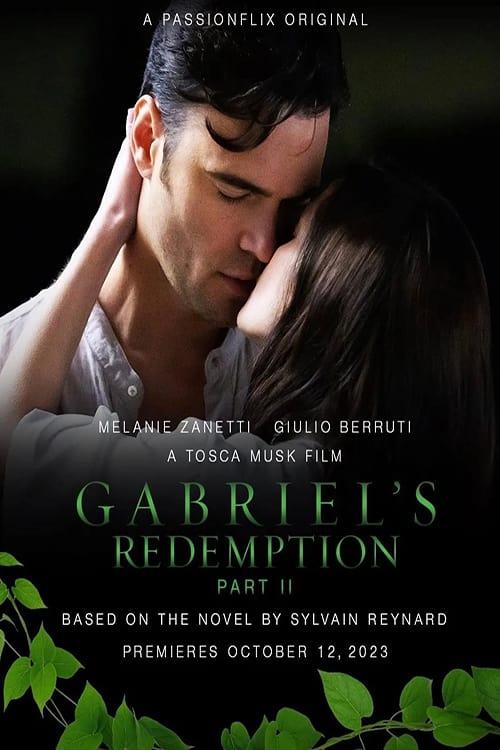 A PASSIONFLIX ORIGINAL
MELANIE ZANETTI GIULIO BERRUTI
A TOSCA MUSK FILM
GABRIEL'S
REDEMPTION
PART II
BASED ON THE NOVEL BY SYLVAIN REYNARD
PREMIERES OCTOBER 12, 2023